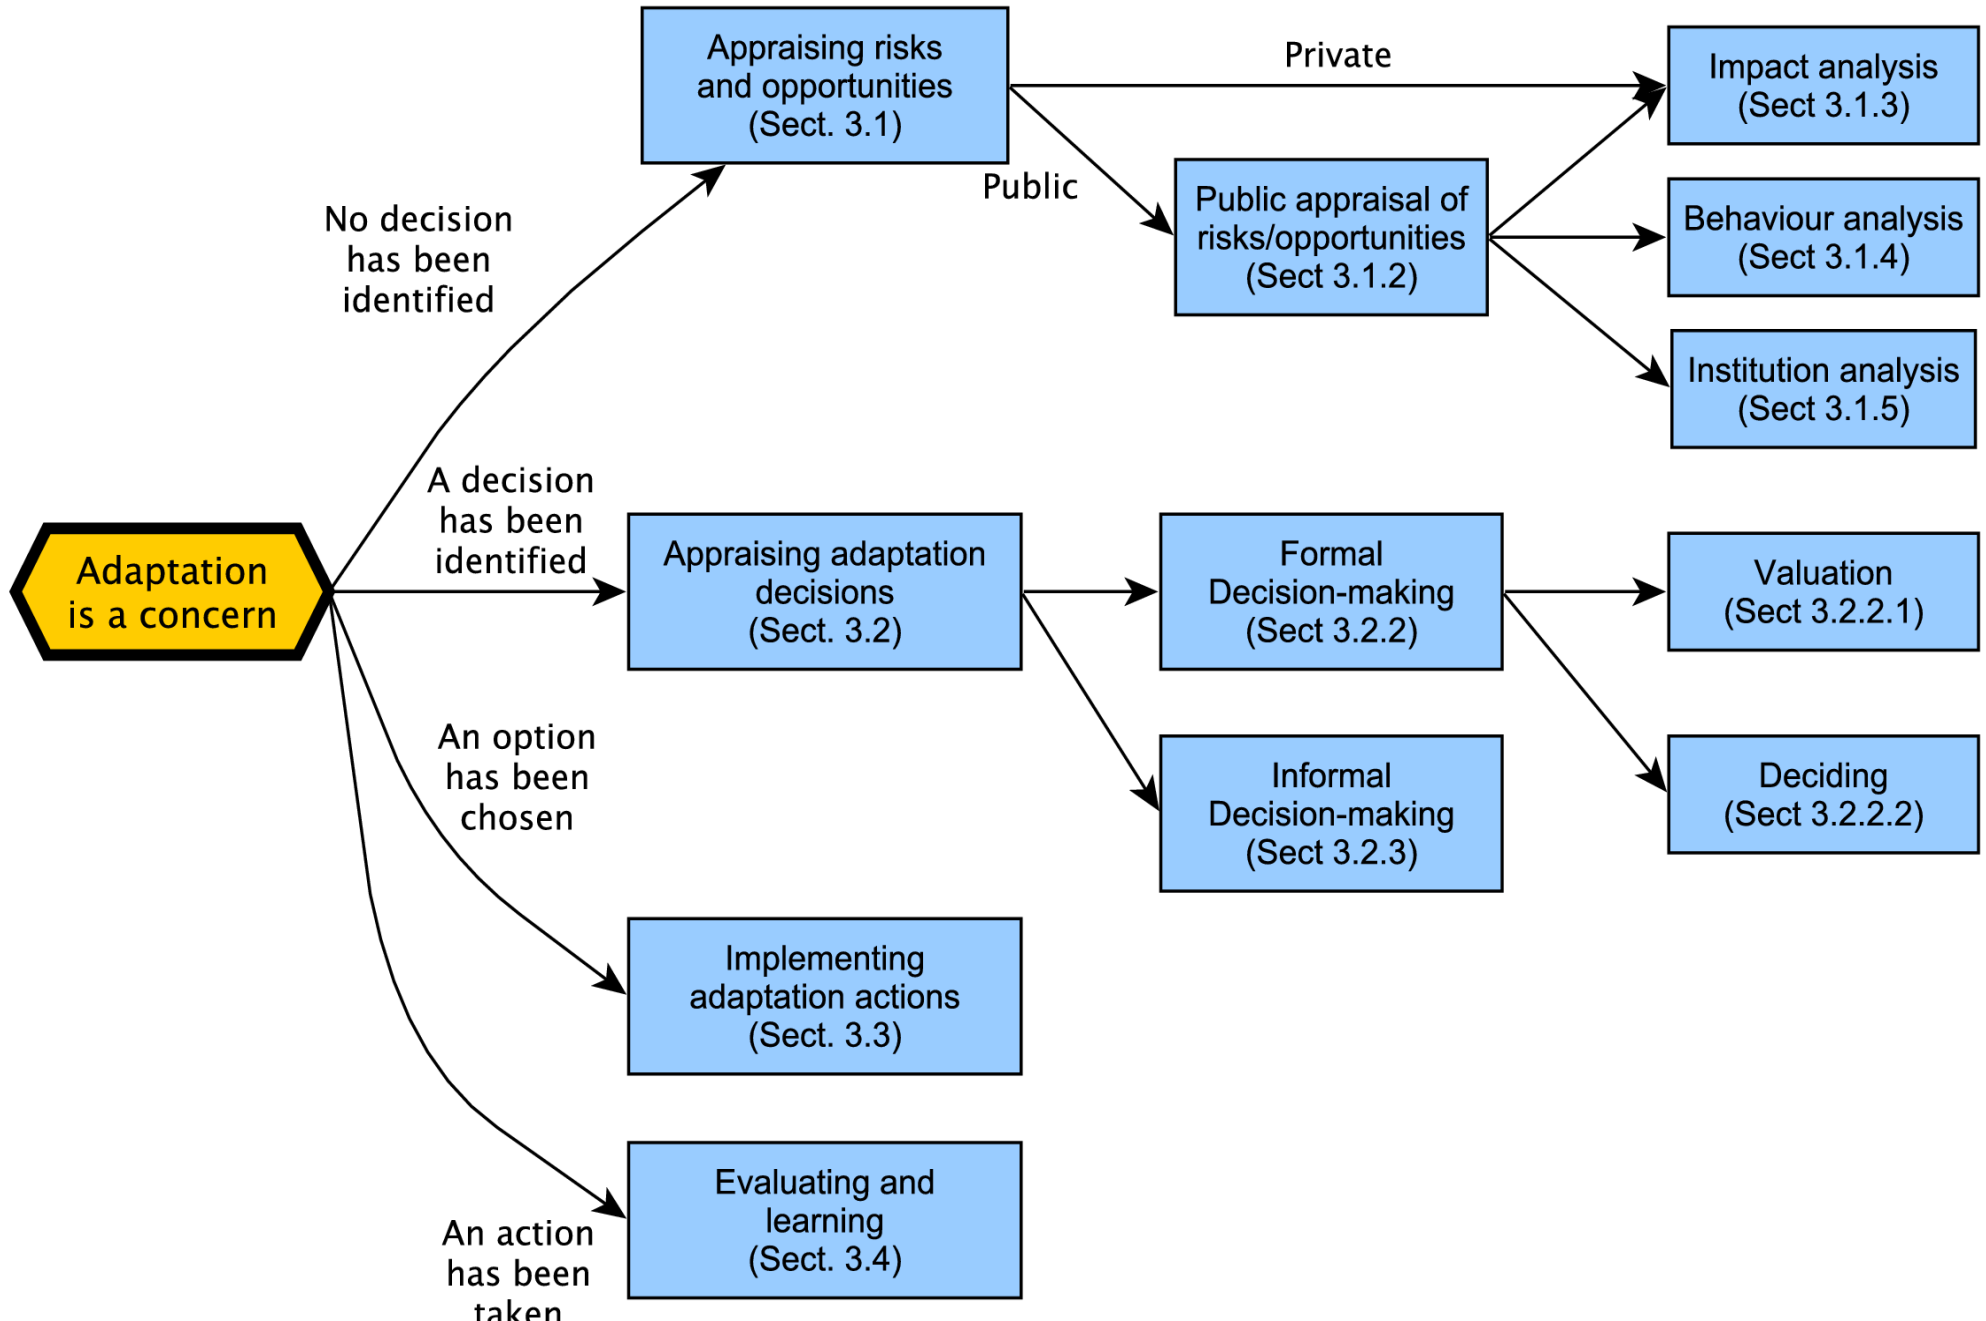 Appraising risks
and opportunities
(Sect. 3.1)
Private
Impact analysis
(Sect 3.1.3)
Public
Public appraisal of
risks/opportunities
(Sect 3.1.2)
Behaviour analysis
(Sect 3.1.4)
Institution analysis
(Sect 3.1.5)
No decision
has been
identified
A decision
has been
identified
Adaptation
is a concern
Appraising adaptation
decisions
(Sect. 3.2)
Formal
Decision-making
(Sect 3.2.2)
Valuation
(Sect 3.2.2.1)
Informal
Decision-making
(Sect 3.2.3)
Deciding
(Sect 3.2.2.2)
An option
has been
chosen
Implementing
adaptation actions
(Sect. 3.3)
Evaluating and
learning
(Sect. 3.4)
An action
has been
taken